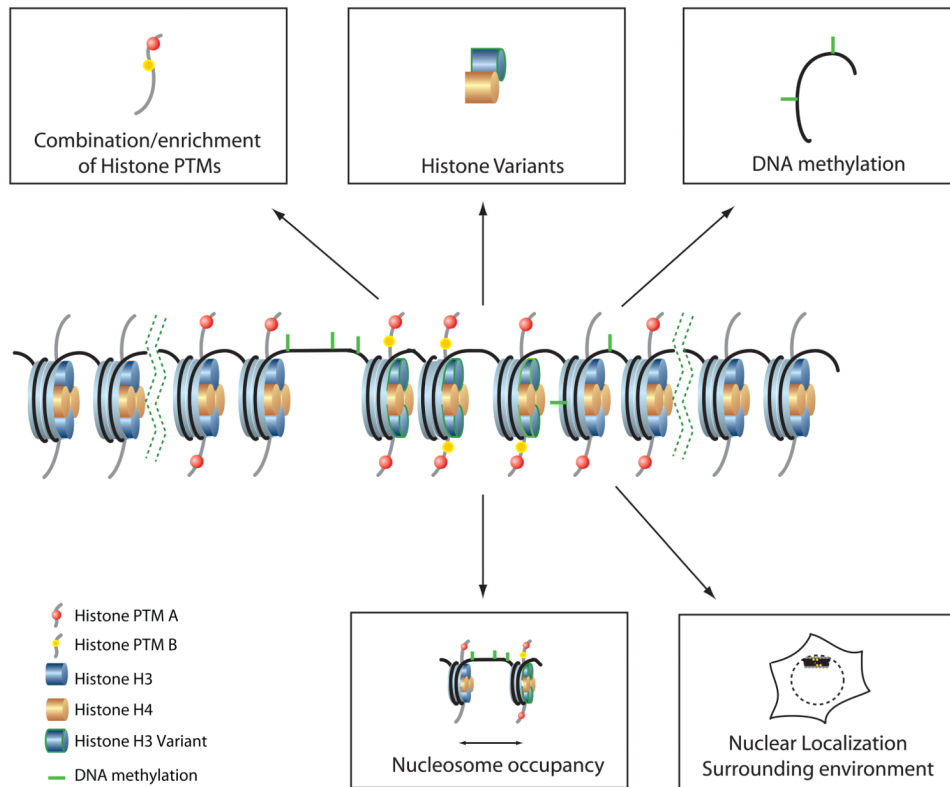 Combination/enrichment
of Histone PTMs
Histone Variants
DNA methylation
Histone PTM A
Histone PTM B
Histone H3
Histone H4
Histone H3 Variant
DNA methylation
Nucleosome occupancy
Nuclear Localization
Surrounding environment